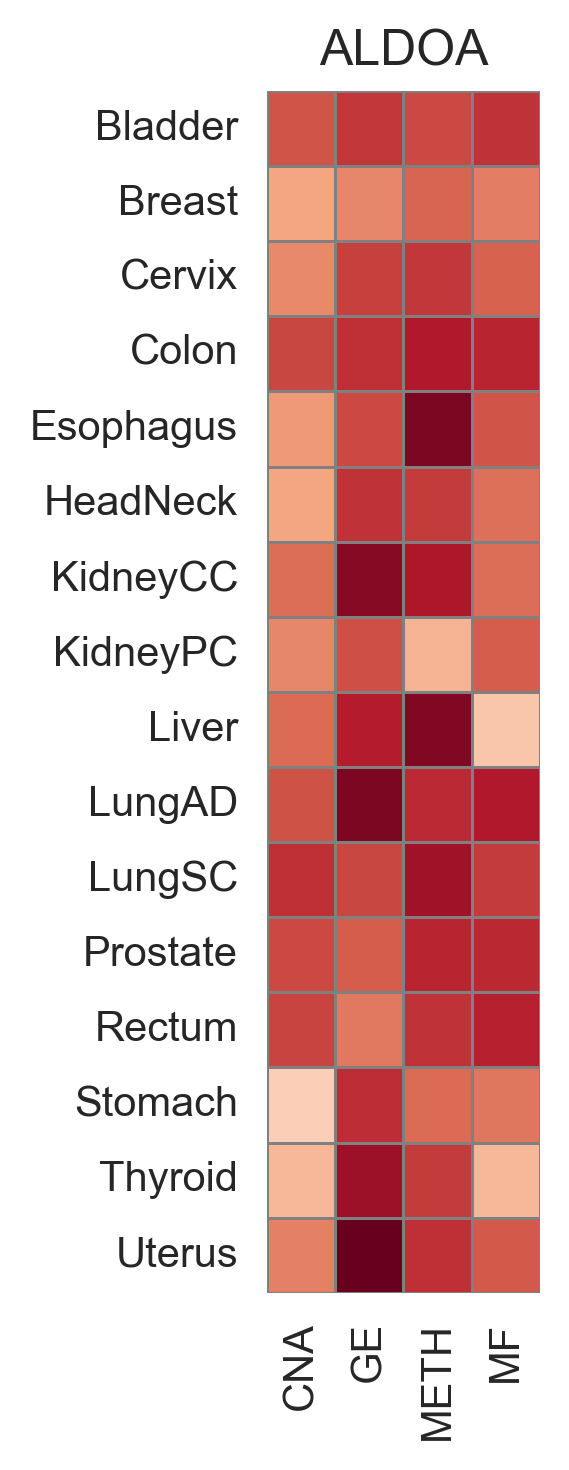 ALDOA
Bladder
Breast
Cervix
Colon
Esophagus
HeadNeck
KidneyCC
KidneyPC
Liver
LungAD
LungSC
Prostate
Rectum
Stomach
Thyroid
Uterus
CNA
GE
METH
MF